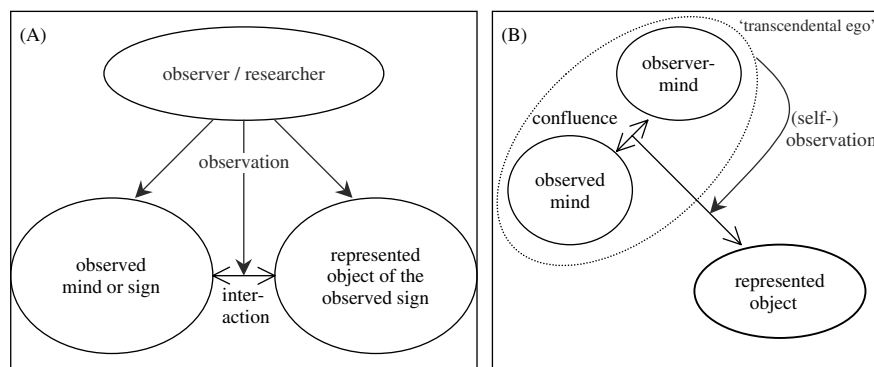 (A)
observer / researcher
observation
observed
mind or sign
inter-
action
represented
object of the
observed sign
(B)
'transcendental ego'
observer-
mind
confluence
(self-)
observation
observed
mind
represented
object